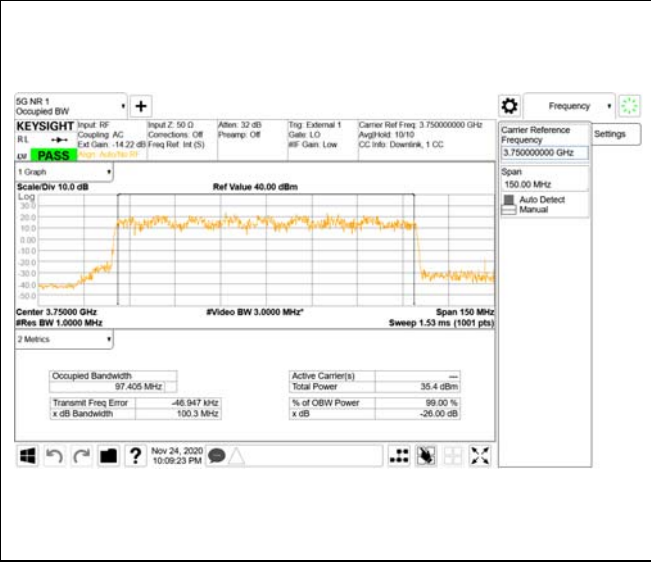 5G NR 1
Occupied BW
Frequency
KEYSIGHT
R L
PASS
Input: RF
Coupling: AC
Ext Gain: -14.22 dB
Align: Auto/No RF
Input Z: 50 Ω
Corrections: Off
Freq Ref: Int (S)
Atten: 32 dB
Preamp: Off
Trig: External 1
Gate: LO
#IF Gain: Low
Carrier Ref Freq: 3.750000000 GHz
Avg|Hold: 10/10
CC Info: Downlink, 1 CC
Carrier Reference
Frequency
3.750000000 GHz
Settings
Span
150.00 MHz
Auto Detect
Manual
1 Graph
Scale/Div 10.0 dB
Ref Value 40.00 dBm
Log
30.0
20.0
10.0
0.00
-10.0
-20.0
-30.0
-40.0
-50.0
Center 3.75000 GHz
#Video BW 3.0000 MHz*
Span 150 MHz
#Res BW 1.0000 MHz
Sweep 1.53 ms (1001 pts)
2 Metrics
Occupied Bandwidth
97.405 MHz
Transmit Freq Error -46.947 kHz
x dB Bandwidth 100.3 MHz
Active Carrier(s) ---
Total Power 35.4 dBm
% of OBW Power 99.00 %
x dB -26.00 dB
?
Nov 24, 2020
10:09:23 PM